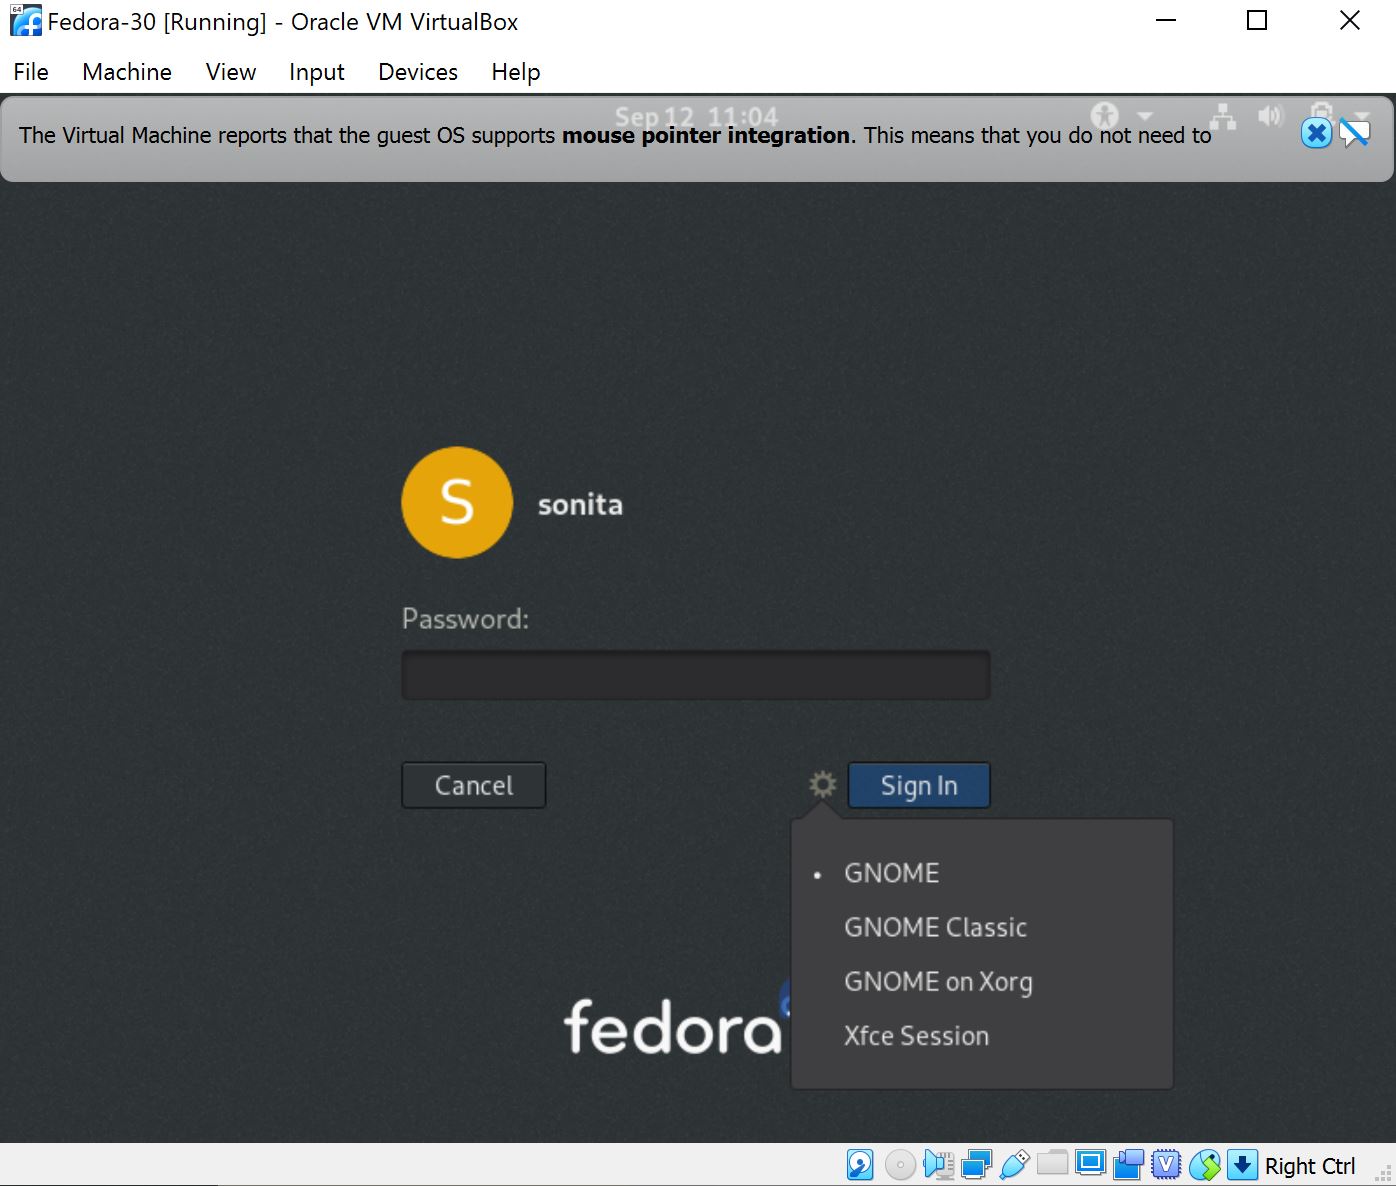 Fedora-30 [Running] - Oracle VM VirtualBox
File Machine View Input Devices Help
Sep 12 11:04
The Virtual Machine reports that the guest OS supports mouse pointer integration. This means that you do not need to
S
sonita
Password:
Cancel
Sign In
GNOME
GNOME Classic
GNOME on Xorg
Xfce Session
fedora
Right Ctrl